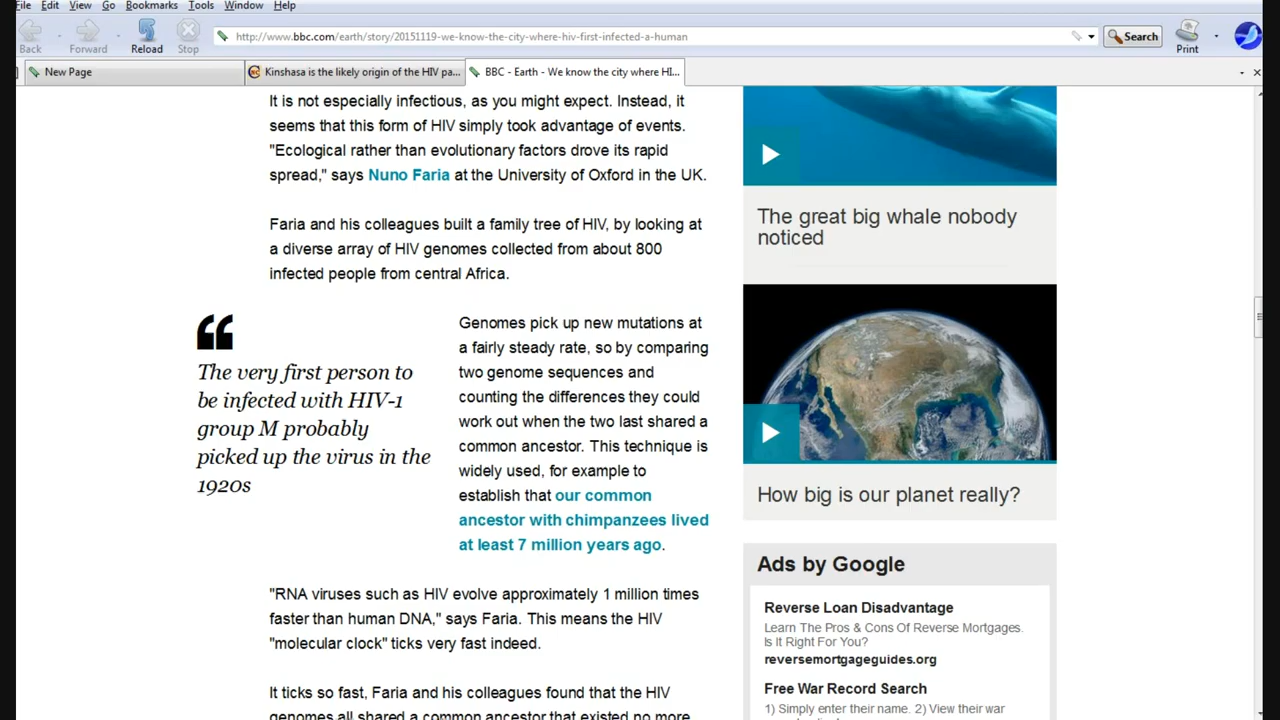 File Edit View Go Bookmarks Tools Window Help
Back Forward Reload Stop
http://www.bbc.com/earth/story/20151119-we-know-the-city-where-hiv-first-infected-a-human
Search
Print
New Page
Kinshasa is the likely origin of the HIV pa...
BBC - Earth - We know the city where HI...
It is not especially infectious, as you might expect. Instead, it
seems that this form of HIV simply took advantage of events.
"Ecological rather than evolutionary factors drove its rapid
spread," says Nuno Faria at the University of Oxford in the UK.
Faria and his colleagues built a family tree of HIV, by looking at
a diverse array of HIV genomes collected from about 800
infected people from central Africa.
The very first person to
be infected with HIV-1
group M probably
picked up the virus in the
1920s
Genomes pick up new mutations at
a fairly steady rate, so by comparing
two genome sequences and
counting the differences they could
work out when the two last shared a
common ancestor. This technique is
widely used, for example to
establish that our common
ancestor with chimpanzees lived
at least 7 million years ago.
"RNA viruses such as HIV evolve approximately 1 million times
faster than human DNA," says Faria. This means the HIV
"molecular clock" ticks very fast indeed.
It ticks so fast, Faria and his colleagues found that the HIV
genomes all shared a common ancestor that existed no more
The great big whale nobody
noticed
How big is our planet really?
Ads by Google
Reverse Loan Disadvantage
Learn The Pros & Cons Of Reverse Mortgages.
Is It Right For You?
reversemortgageguides.org
Free War Record Search
1) Simply enter their name. 2) View their war